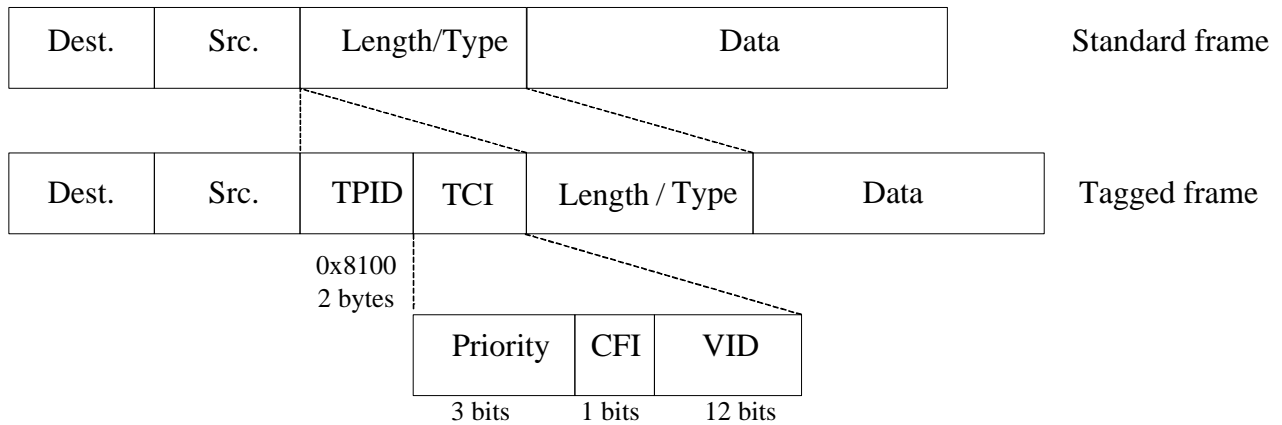 Dest. Src. Length/Type Data Standard frame
Dest. Src. TPID TCI Length / Type Data Tagged frame
0x8100
2 bytes
Priority CFI VID
3 bits 1 bits 12 bits